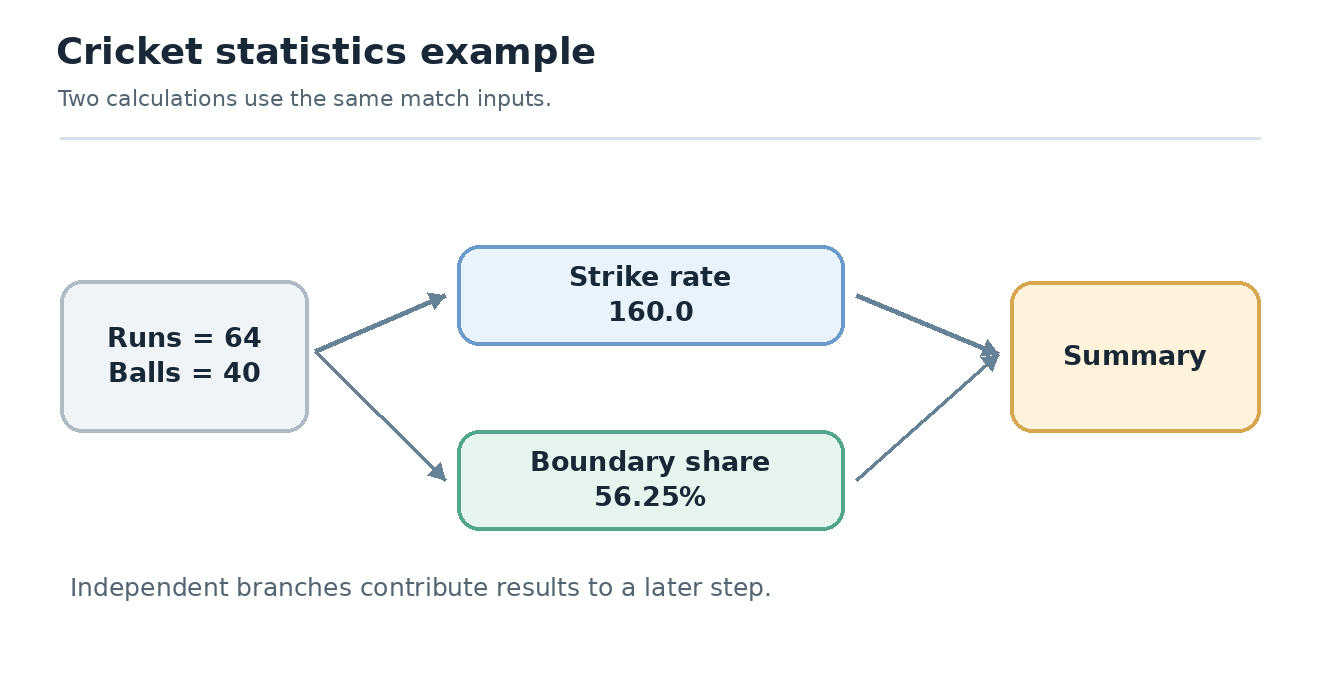 Cricket statistics example
Two calculations use the same match inputs.
Runs = 64
Balls = 40
Strike rate
160.0
Boundary share
56.25%
Summary
Independent branches contribute results to a later step.